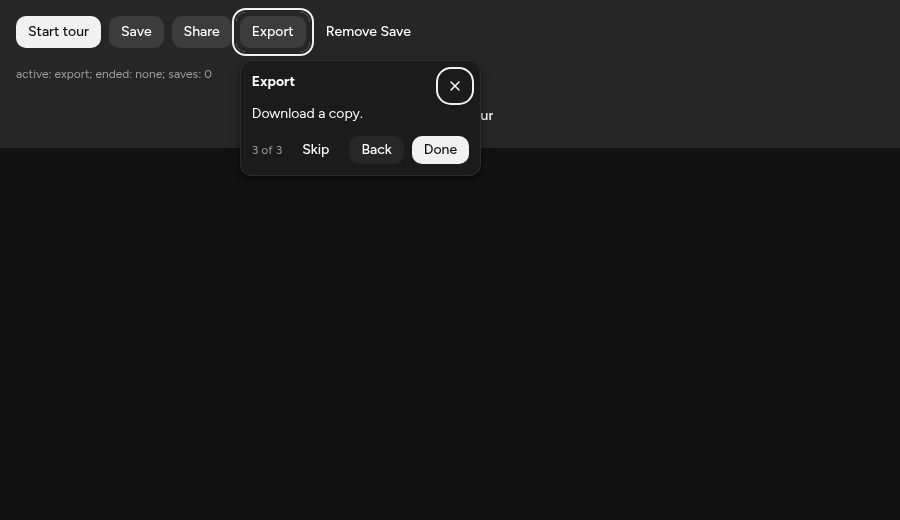 Start tour Save Share Export Remove Save
active: export; ended: none; saves: 0
Export
Download a copy.
3 of 3 Skip Back Done